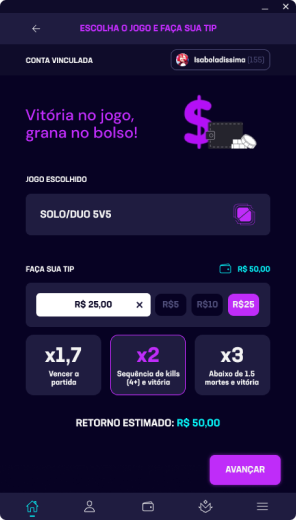 ESCOLHA O JOGO E FAÇA SUA TIP
CONTA VINCULADA
Isaboladissima [155]
Vitória no jogo,
grana no bolso!
JOGO ESCOLHIDO
SOLO/DUO 5V5
FAÇA SUA TIP
R$ 50,00
R$ 25,00 ×
R$5
R$10
R$25
x1,7
Vencer a
partida
x2
Sequência de kills
(4+) e vitória
x3
Abaixo de 1.5
mortes e vitória
RETORNO ESTIMADO: R$ 50,00
AVANÇAR